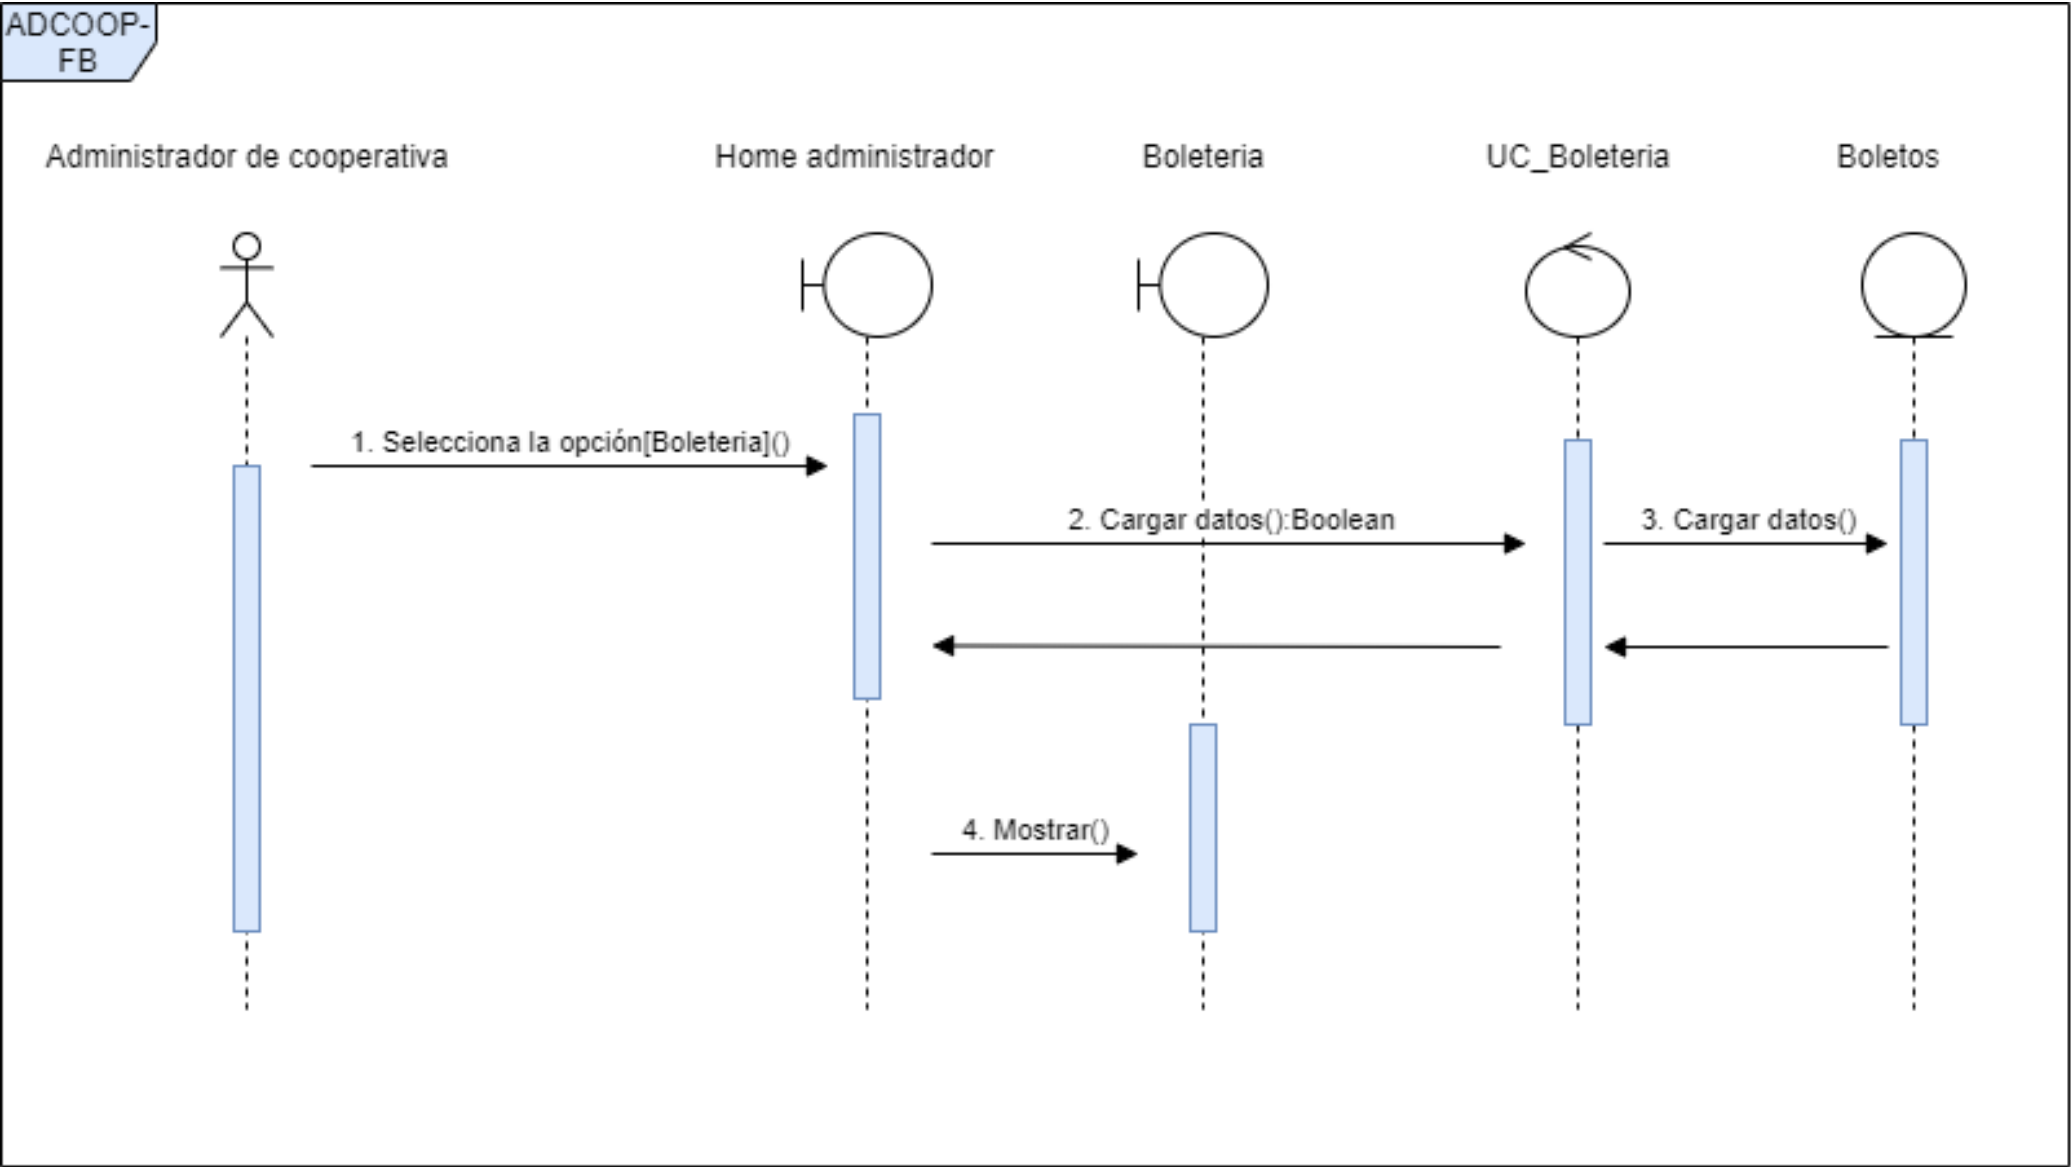 ADCOOP-
FB
Administrador de cooperativa
Home administrador
Boleteria
UC_Boleteria
Boletos
1. Selecciona la opción[Boleteria]()
2. Cargar datos():Boolean
3. Cargar datos()
4. Mostrar()